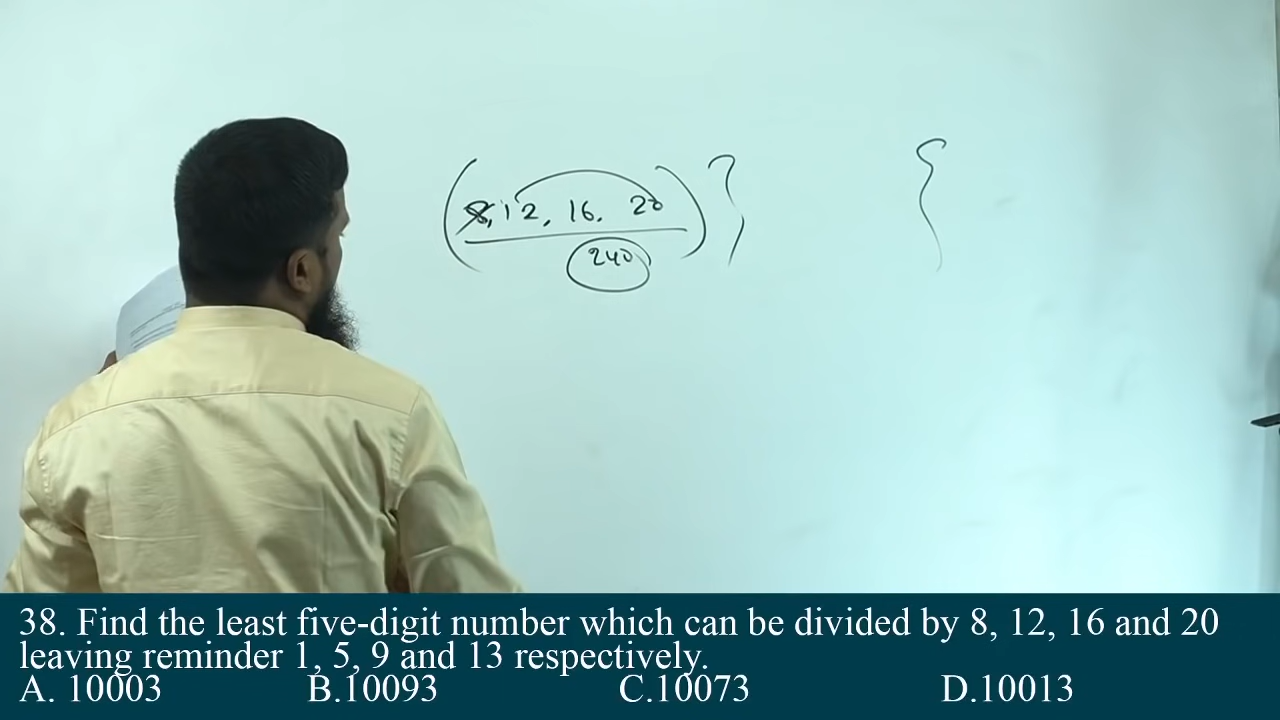 (8, 12, 16. 20) }
{
240
38. Find the least five-digit number which can be divided by 8, 12, 16 and 20
leaving reminder 1, 5, 9 and 13 respectively.
A. 10003 B.10093 C.10073 D.10013